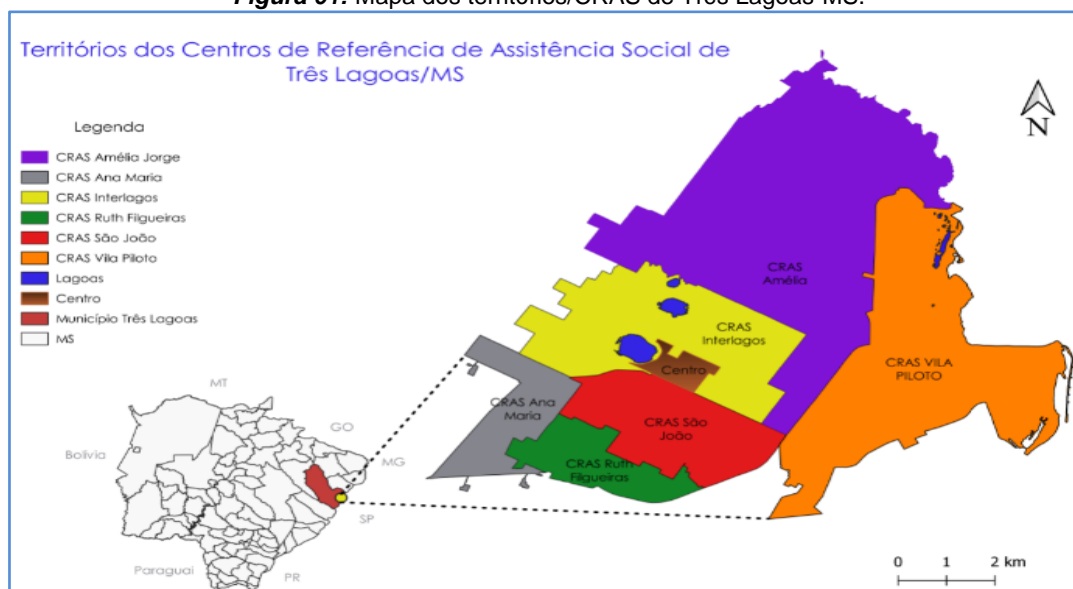 Figura 01: Mapa dos territórios/CRAS de Três Lagoas-MS.
Territórios dos Centros de Referência de Assistência Social de
Três Lagoas/MS
Legenda
CRAS Amélia Jorge
CRAS Ana Maria
CRAS Interlagos
CRAS Ruth Filgueiras
CRAS São João
CRAS Vila Piloto
Lagoas
Centro
Município Três Lagoas
MS
N
CRAS
Amélia
CRAS
Interlagos
Centro
CRAS VILA
PILOTO
CRAS Ana
Maria
CRAS São
João
CRAS Ruth
Filgueiras
MT
GO
Bolivia
MG
SP
Paraguai
PR
0 1 2 km